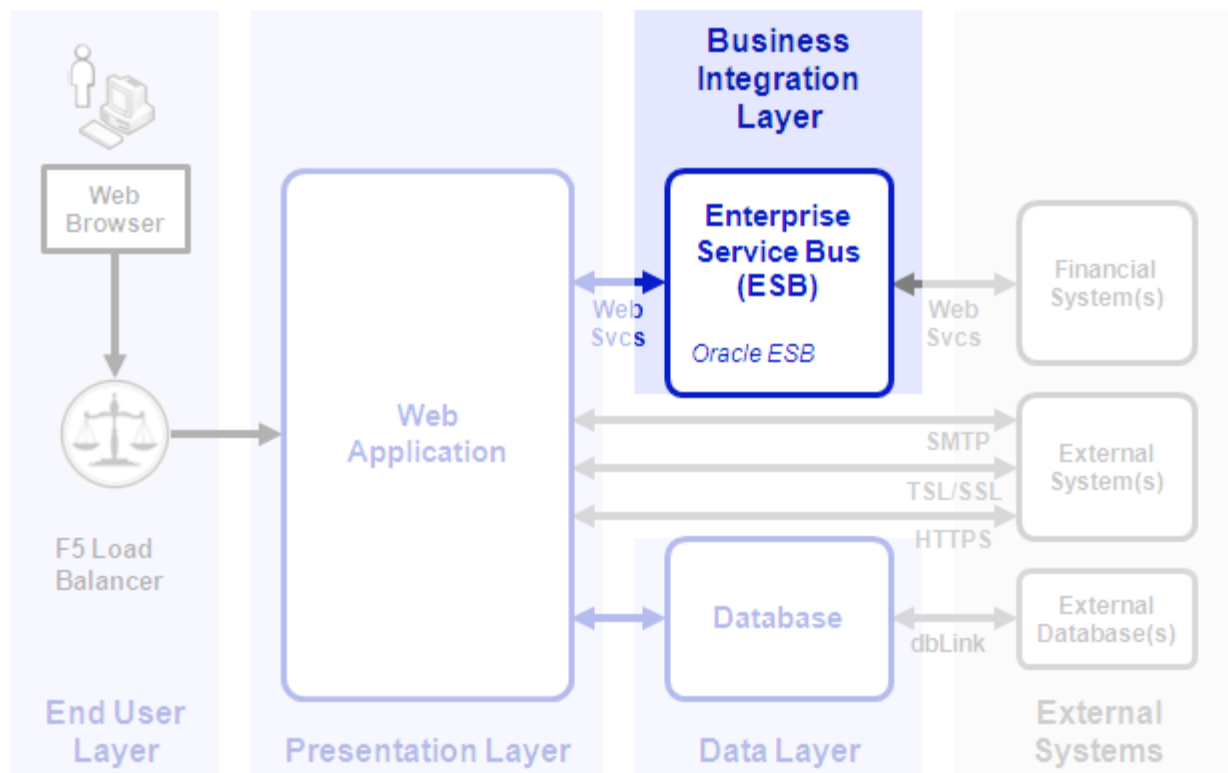 Business
Integration
Layer
Web
Browser
Enterprise
Service Bus
(ESB)
Oracle ESB
Web
Svcs
Web
Svcs
Financial
System(s)
Web
Application
SMTP
TSL/SSL
HTTPS
External
System(s)
F5 Load
Balancer
Database
dbLink
External
Database(s)
End User
Layer
Presentation Layer
Data Layer
External
Systems